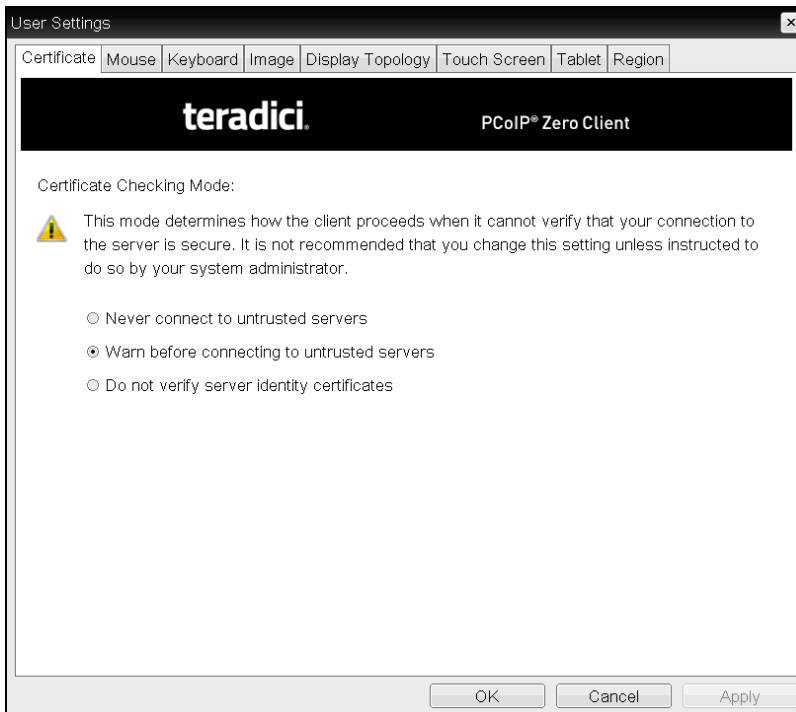 User Settings
Certificate Mouse Keyboard Image Display Topology Touch Screen Tablet Region
teradici. PCoIP® Zero Client
Certificate Checking Mode:
This mode determines how the client proceeds when it cannot verify that your connection to
the server is secure. It is not recommended that you change this setting unless instructed to
do so by your system administrator.
Never connect to untrusted servers
Warn before connecting to untrusted servers
Do not verify server identity certificates
OK Cancel Apply